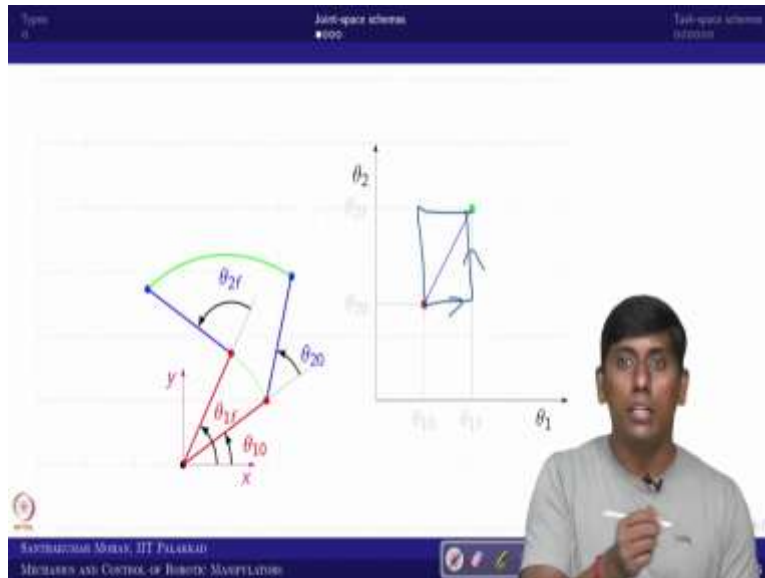 Types
Joint-space schemes
Task-space schemes
θ₂
θ₂f
θ₂₀
θ₁₀
θ₁f
θ₁
θ₂f
θ₂₀
y
θ₁f
θ₁₀
x
SANTHAKUMAR MOHAN, IIT PALAKKAD
MECHANICS AND CONTROL OF ROBOTIC MANIPULATORS